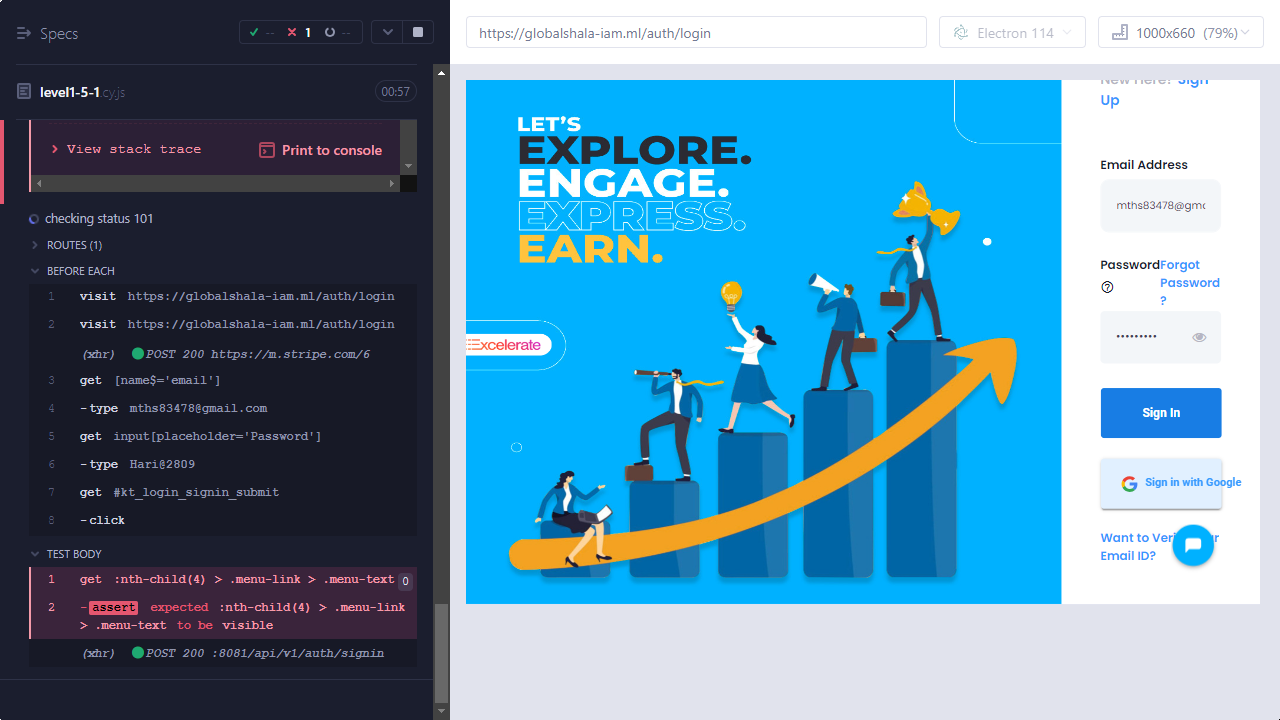 Specs
-- 1 --
level1-5-1.cy.js
00:57
> View stack trace
Print to console
checking status 101
ROUTES (1)
BEFORE EACH
1 visit https://globalshala-iam.ml/auth/login
2 visit https://globalshala-iam.ml/auth/login
(xhr) POST 200 https://m.stripe.com/6
3 get [name$='email']
4 -type mths83478@gmail.com
5 get input[placeholder='Password']
6 -type Hari@2809
7 get #kt_login_signin_submit
8 -click
TEST BODY
1 get :nth-child(4) > .menu-link > .menu-text 0
2 -assert expected :nth-child(4) > .menu-link
> .menu-text to be visible
(xhr) POST 200 :8081/api/v1/auth/signin
https://globalshala-iam.ml/auth/login
Electron 114
1000x660 (79%)
LET'S
EXPLORE.
ENGAGE.
EXPRESS.
EARN.
Excelerate
New Here? Sign
Up
Email Address
mths83478@gm
Password
Forgot
Password
?
•••••••••
Sign In
Sign in with Google
Want to
Email ID?